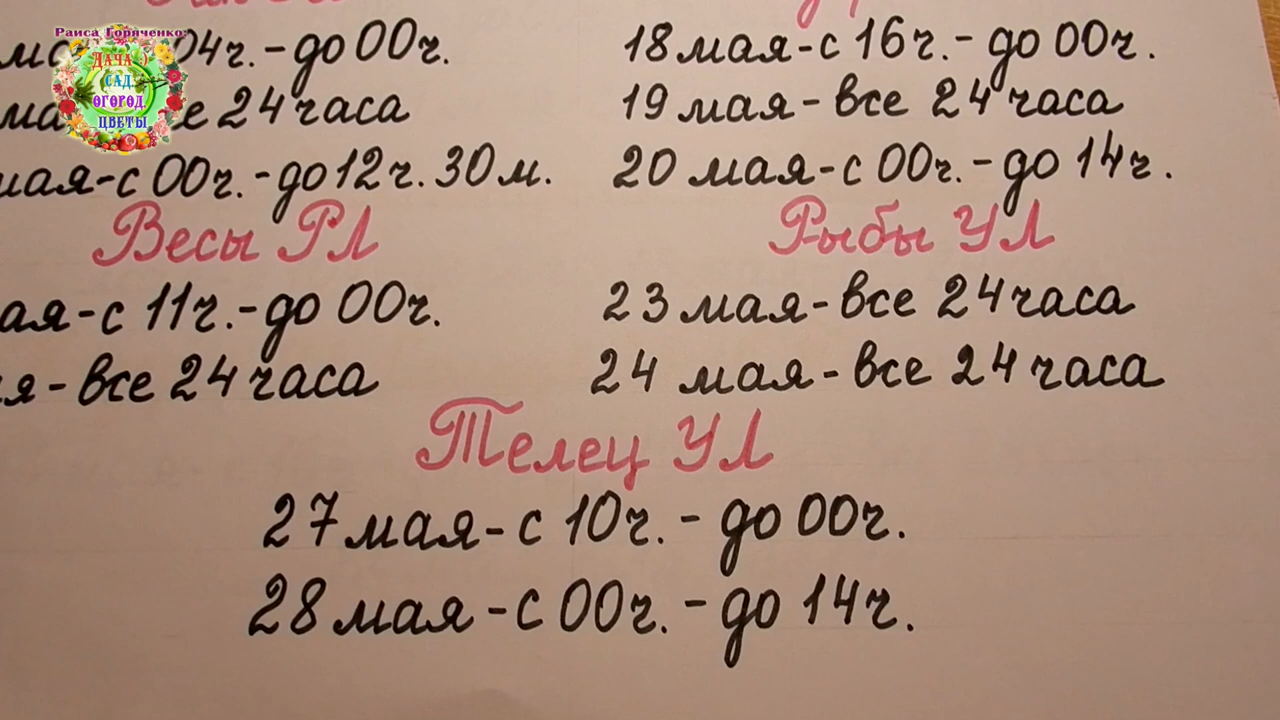 Раиса Горяченко:
ДАЧА :)
САД,
ОГОРОД,
ЦВЕТЫ
04ч.-до 00ч.
все 24 часа
мая-с 00ч.-до 12ч. 30м.
Весы РЛ
ая-с 11ч.-до 00ч.
я-все 24 часа
18 мая-с 16ч.-до 00ч.
19 мая-все 24 часа
20 мая-с 00ч.-до 14ч.
Рыбы УЛ
23 мая-все 24 часа
24 мая-все 24 часа
Телец УЛ
27 мая-с 10ч.-до 00ч.
28 мая-с 00ч.-до 14ч.